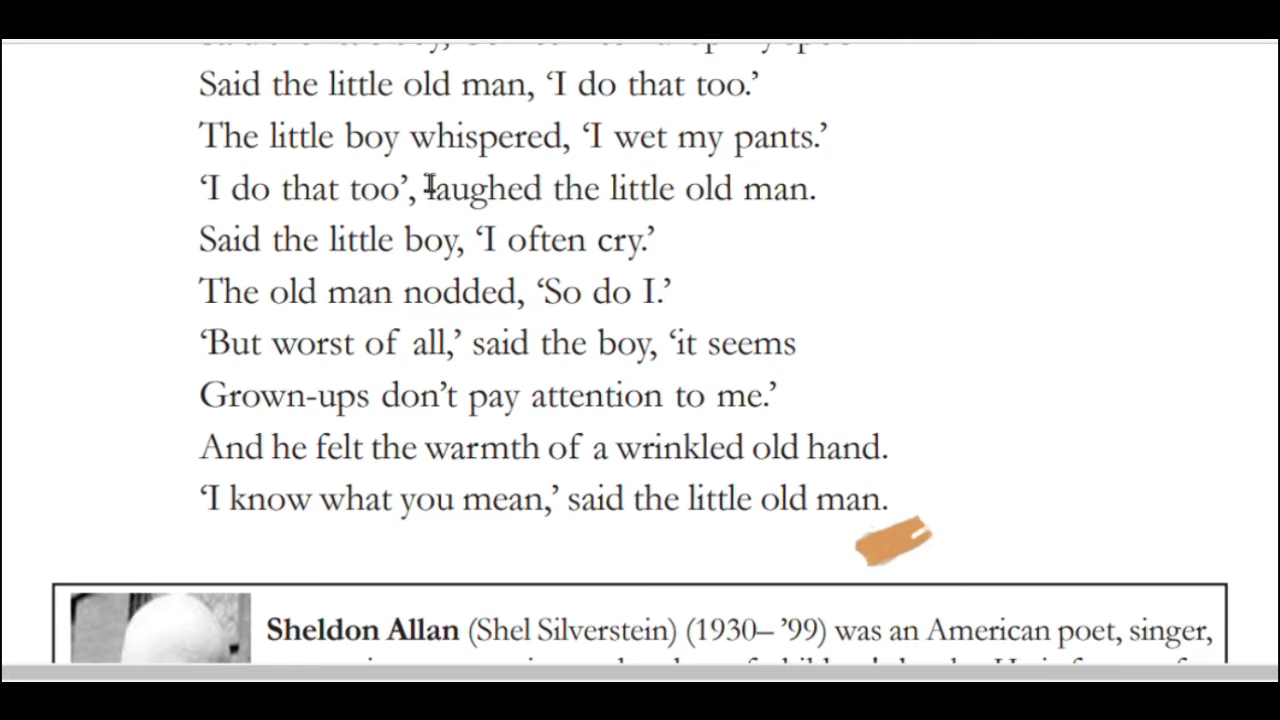 Said the little old man, ‘I do that too.’
The little boy whispered, ‘I wet my pants.’
‘I do that too’, laughed the little old man.
Said the little boy, ‘I often cry.’
The old man nodded, ‘So do I.’
‘But worst of all,’ said the boy, ‘it seems
Grown-ups don’t pay attention to me.’
And he felt the warmth of a wrinkled old hand.
‘I know what you mean,’ said the little old man.
Sheldon Allan (Shel Silverstein) (1930– ’99) was an American poet, singer,